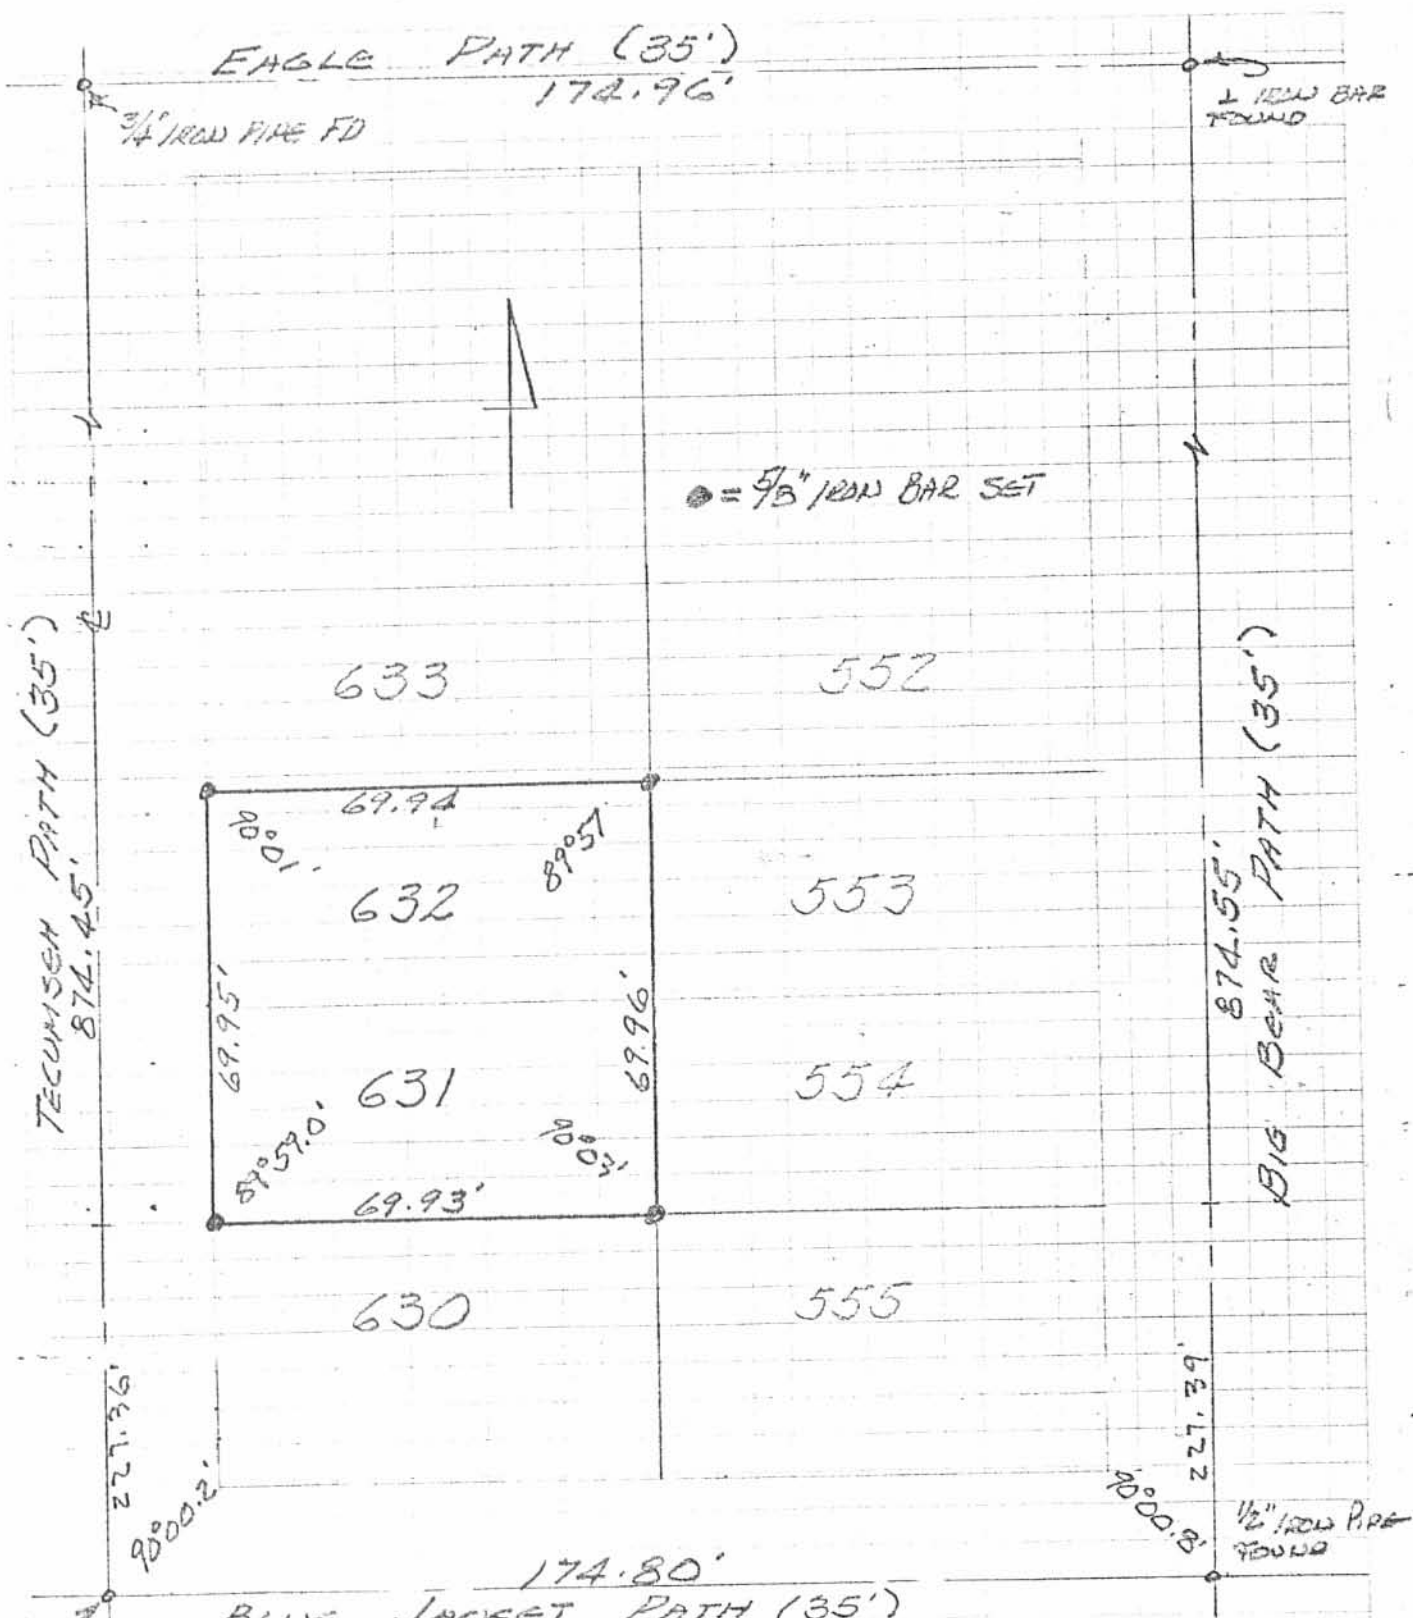 EAGLE PATH (35')
174.96'
3/4" IRON PIPE FD
IRON BAR
FOUND
● = 5/8" IRON BAR SET
TECUMSEH PATH (35')
874.45'
BIG BEAR PATH (35')
874.55'
633
552
69.94
90°01'
89°57'
632
553
69.95'
69.96'
631
554
89°59.0'
90°03'
69.93'
630
555
227.36'
227.39'
90°00.2'
90°00.8'
1/2" IRON PIPE
FOUND
174.80'
BLUE JACKET PATH (35')